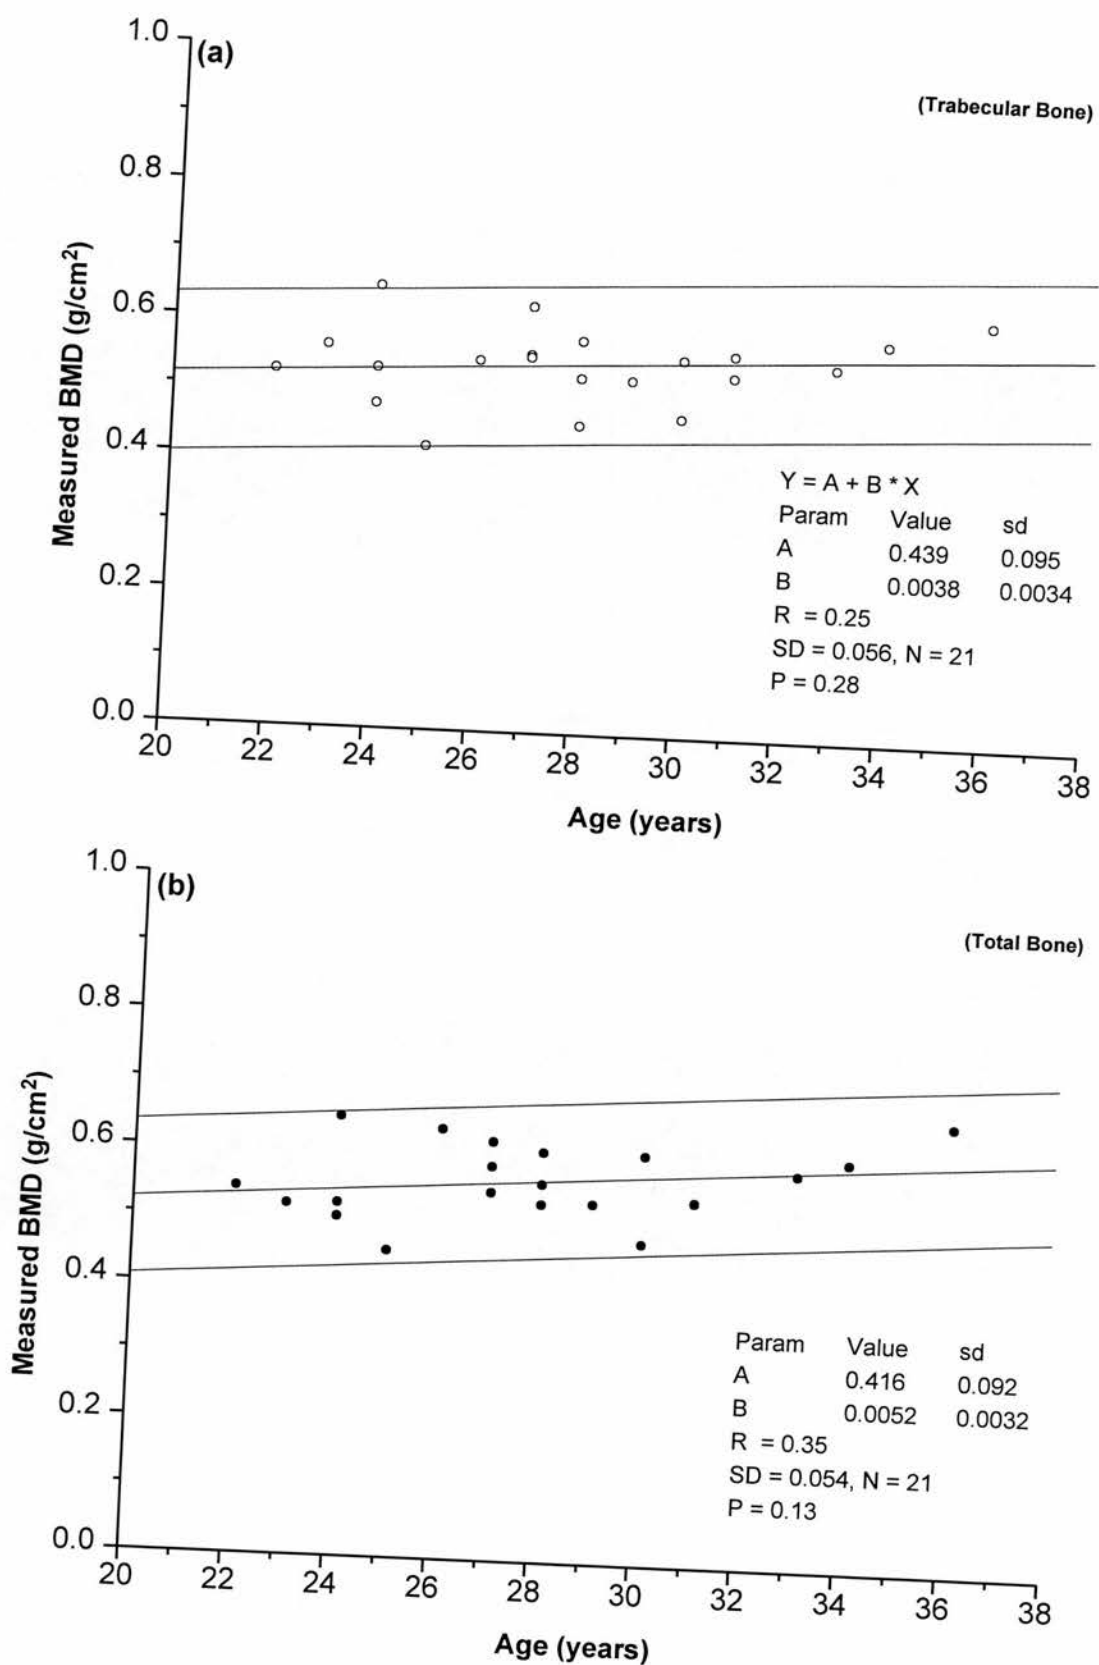 (a)
(Trabecular Bone)
1.0
0.8
0.6
0.4
0.2
0.0
Measured BMD (g/cm²)
Y = A + B * X
Param Value sd
A 0.439 0.095
B 0.0038 0.0034
R = 0.25
SD = 0.056, N = 21
P = 0.28
20 22 24 26 28 30 32 34 36 38
Age (years)
(b)
(Total Bone)
1.0
0.8
0.6
0.4
0.2
0.0
Measured BMD (g/cm²)
Param Value sd
A 0.416 0.092
B 0.0052 0.0032
R = 0.35
SD = 0.054, N = 21
P = 0.13
20 22 24 26 28 30 32 34 36 38
Age (years)